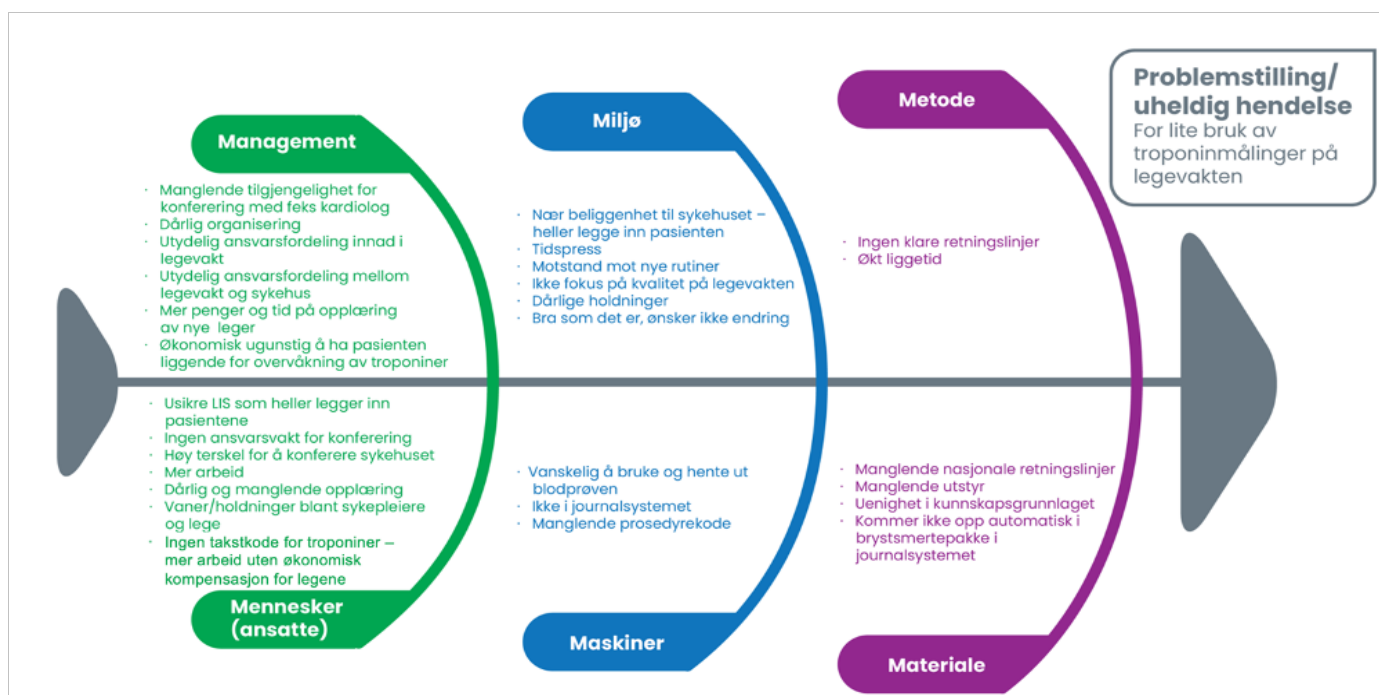 Problemstilling/
uheldig hendelse
For lite bruk av
troponinmålinger på
legevakten
Management
· Manglende tilgjengelighet for
konferering med feks kardiolog
· Dårlig organisering
· Utydelig ansvarsfordeling innad i
legevakt
· Utydelig ansvarsfordeling mellom
legevakt og sykehus
· Mer penger og tid på opplæring
av nye leger
· Økonomisk ugunstig å ha pasienten
liggende for overvåkning av troponiner
Miljø
· Nær beliggenhet til sykehuset –
heller legge inn pasienten
· Tidspress
· Motstand mot nye rutiner
· Ikke fokus på kvalitet på legevakten
· Dårlige holdninger
· Bra som det er, ønsker ikke endring
Metode
· Ingen klare retningslinjer
· Økt liggetid
· Usikre LIS som heller legger inn
pasientene
· Ingen ansvarsvakt for konferering
· Høy terskel for å konferere sykehuset
· Mer arbeid
· Dårlig og manglende opplæring
· Vaner/holdninger blant sykepleiere
og lege
· Ingen takstkode for troponiner –
mer arbeid uten økonomisk
kompensasjon for legene
Mennesker
(ansatte)
· Vanskelig å bruke og hente ut
blodprøven
· Ikke i journalsystemet
· Manglende prosedyrekode
Maskiner
· Manglende nasjonale retningslinjer
· Manglende utstyr
· Uenighet i kunnskapsgrunnlaget
· Kommer ikke opp automatisk i
brystsmertepakke i
journalsystemet
Materiale